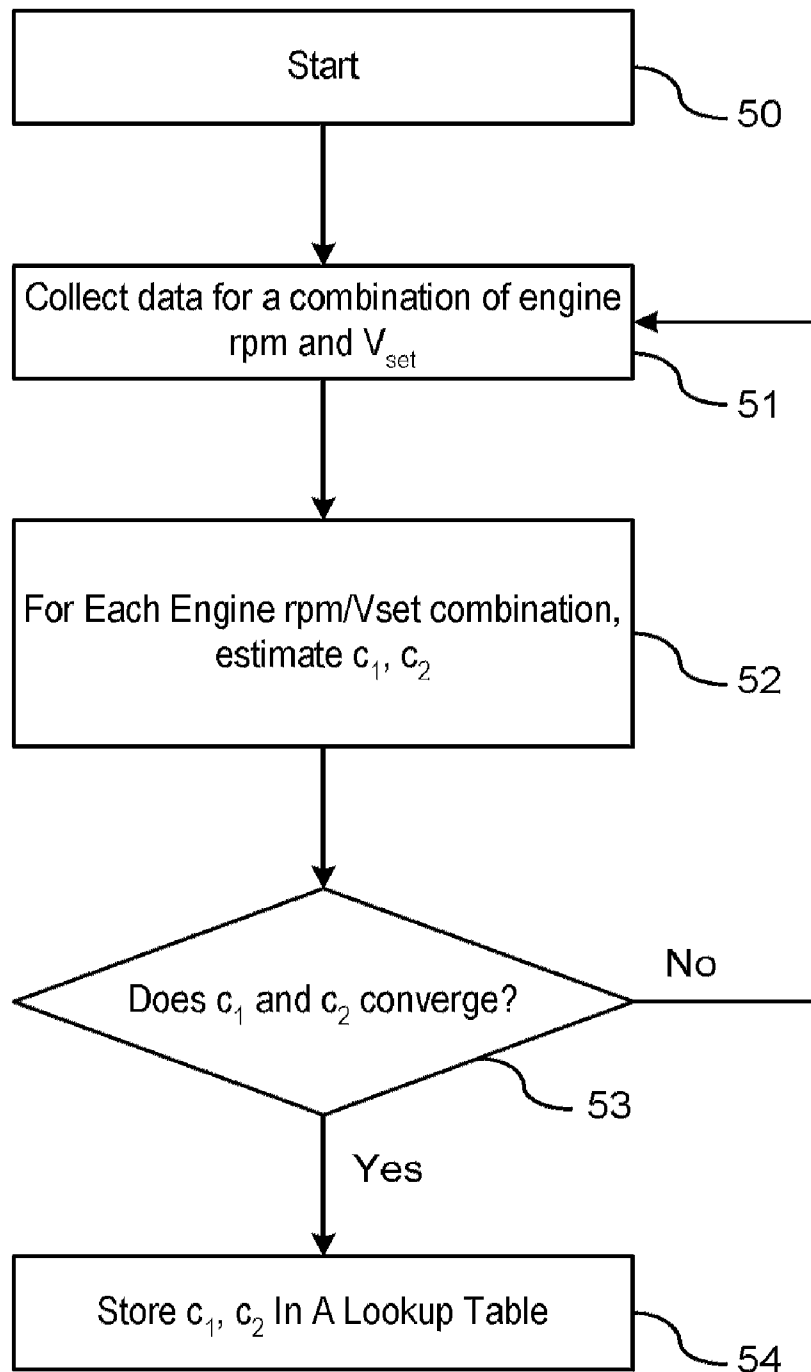 Start
50
Collect data for a combination of engine
rpm and Vset
51
For Each Engine rpm/Vset combination,
estimate c1, c2
52
Does c1 and c2 converge?
No
53
Yes
Store c1, c2 In A Lookup Table
54